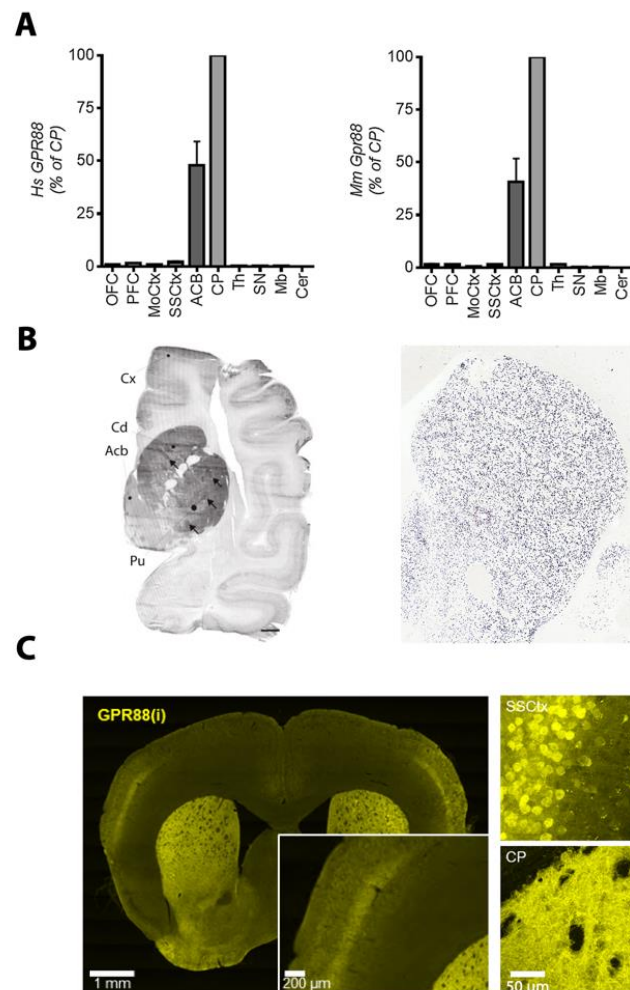 A
Hs GPR88
(% of CP)
100
75
50
25
0
OFC
PFC
MoCtx
SSCtx
ACB
CP
Th
SN
Mb
Cer
Mm Gpr88
(% of CP)
100
75
50
25
0
OFC
PFC
MoCtx
SSCtx
ACB
CP
Th
SN
Mb
Cer
B
Cx
Cd
Acb
Pu
C
GPR88(i)
1 mm
200 µm
SSCtx
CP
50 µm